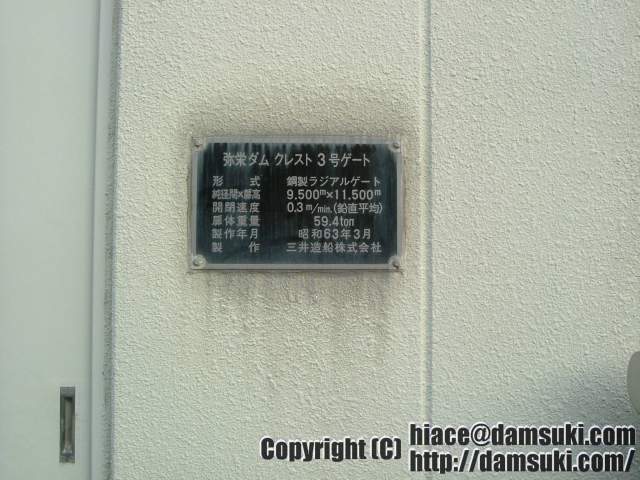 弥栄ダム クレスト 3号ゲート
形 式 鋼製ラジアルゲート
純径間×扉高 9.500m×11.500m
開閉速度 0.3m/min.(鉛直平均)
扉体重量 59.4ton
製作年月 昭和63年3月
製 作 三井造船株式会社
Copyright (C) hiace@damsuki.com
http://damsuki.com/